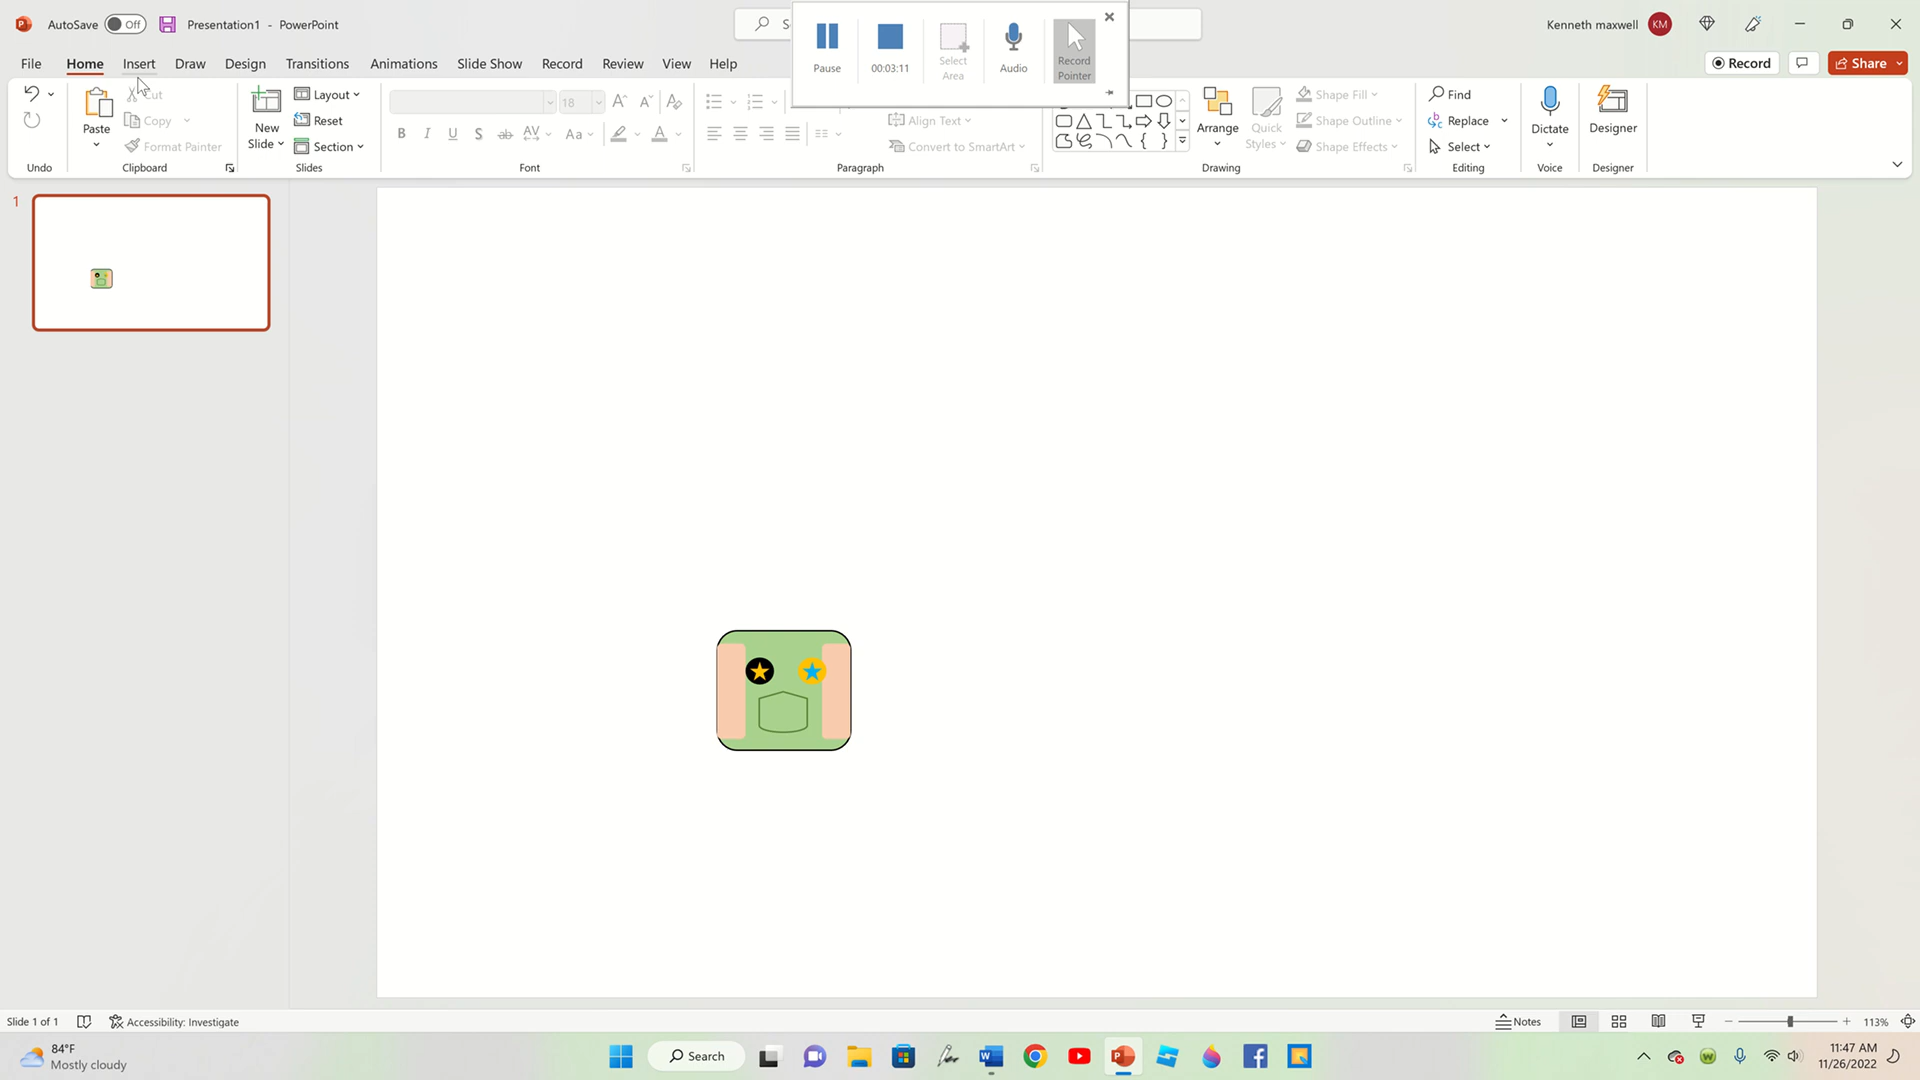 AutoSave Off Presentation1 - PowerPoint Kenneth maxwell KM
File Home Insert Draw Design Transitions Animations Slide Show Record Review View Help Record Share
Pause 00:03:11 Select Area Audio Record Pointer
Undo
Paste Cut Copy Format Painter
Clipboard
New Slide Layout Reset Section
Slides
18
B I U S ab AV Aa A
Font
Align Text
Convert to SmartArt
Paragraph
Arrange Quick Styles Shape Fill Shape Outline Shape Effects
Drawing
Find
Replace
Select
Editing
Dictate
Voice
Designer
Designer
1
Slide 1 of 1 Accessibility: Investigate Notes 113%
84°F
Mostly cloudy
Search
11:47 AM
11/26/2022